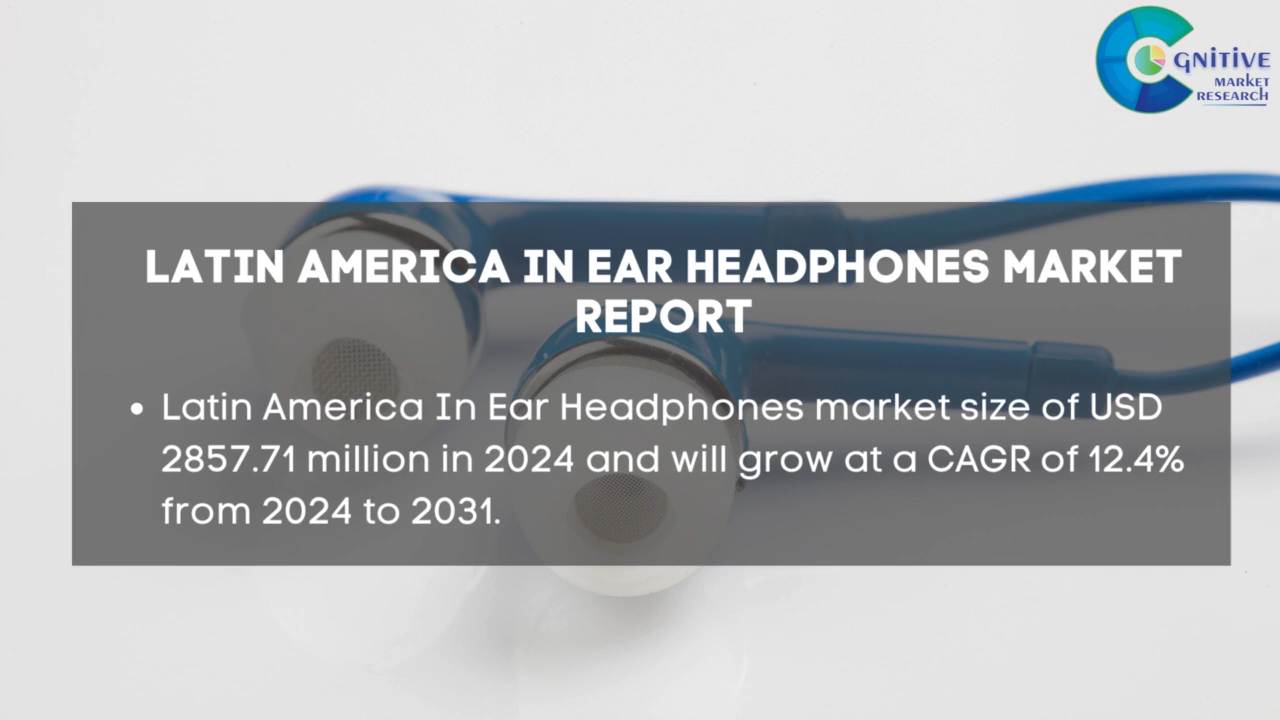 GNITIVE
MARKET
RESEARCH
LATIN AMERICA IN EAR HEADPHONES MARKET
REPORT
• Latin America In Ear Headphones market size of USD
2857.71 million in 2024 and will grow at a CAGR of 12.4%
from 2024 to 2031.